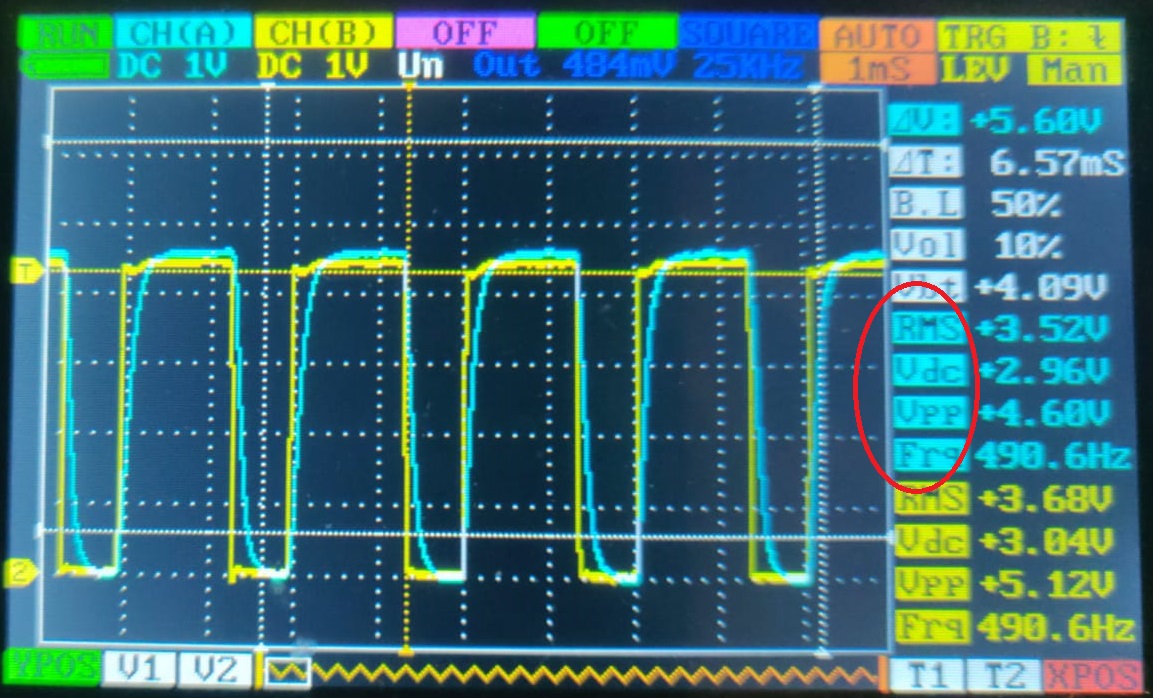 RUN CH(A) CH(B) OFF OFF SQUARE AUTO TRG B:
DC 1V DC 1V Un Out 484mV 25KHz 1mS LEV Man
ΔV: +5.60V
ΔT: 6.57mS
B.L 50%
Vol 10%
Vbt +4.09V
T
RMS +3.52V
Vdc +2.96V
Vpp +4.60V
Frq 490.6Hz
RMS +3.68V
Vdc +3.04V
2
Vpp +5.12V
Frq 490.6Hz
YPOS V1 V2 T1 T2 XPOS